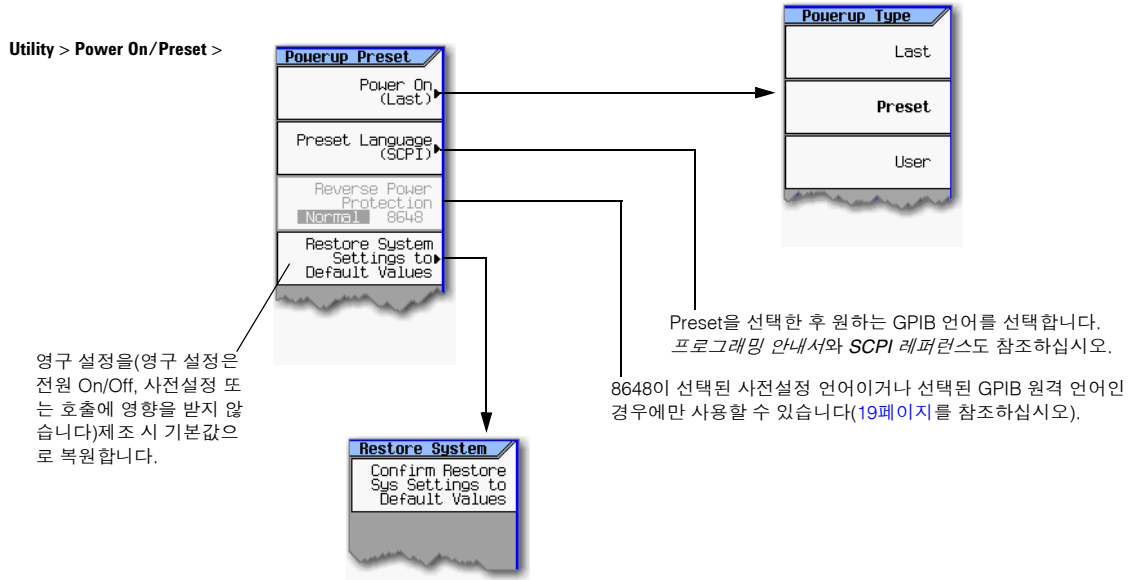 Utility > Power On/Preset >
Powerup Preset
Power On
(Last)
Preset Language
(SCPI)
Reverse Power
Protection
Normal 8648
Restore System
Settings to
Default Values
Powerup Type
Last
Preset
User
Preset을 선택한 후 원하는 GPIB 언어를 선택합니다.
프로그래밍 안내서와 SCPI 레퍼런스도 참조하십시오.
8648이 선택된 사전설정 언어이거나 선택된 GPIB 원격 언어인
경우에만 사용할 수 있습니다(19페이지를 참조하십시오).
영구 설정을(영구 설정은
전원 On/Off, 사전설정 또
는 호출에 영향을 받지 않
습니다)제조 시 기본값으
로 복원합니다.
Restore System
Confirm Restore
Sys Settings to
Default Values